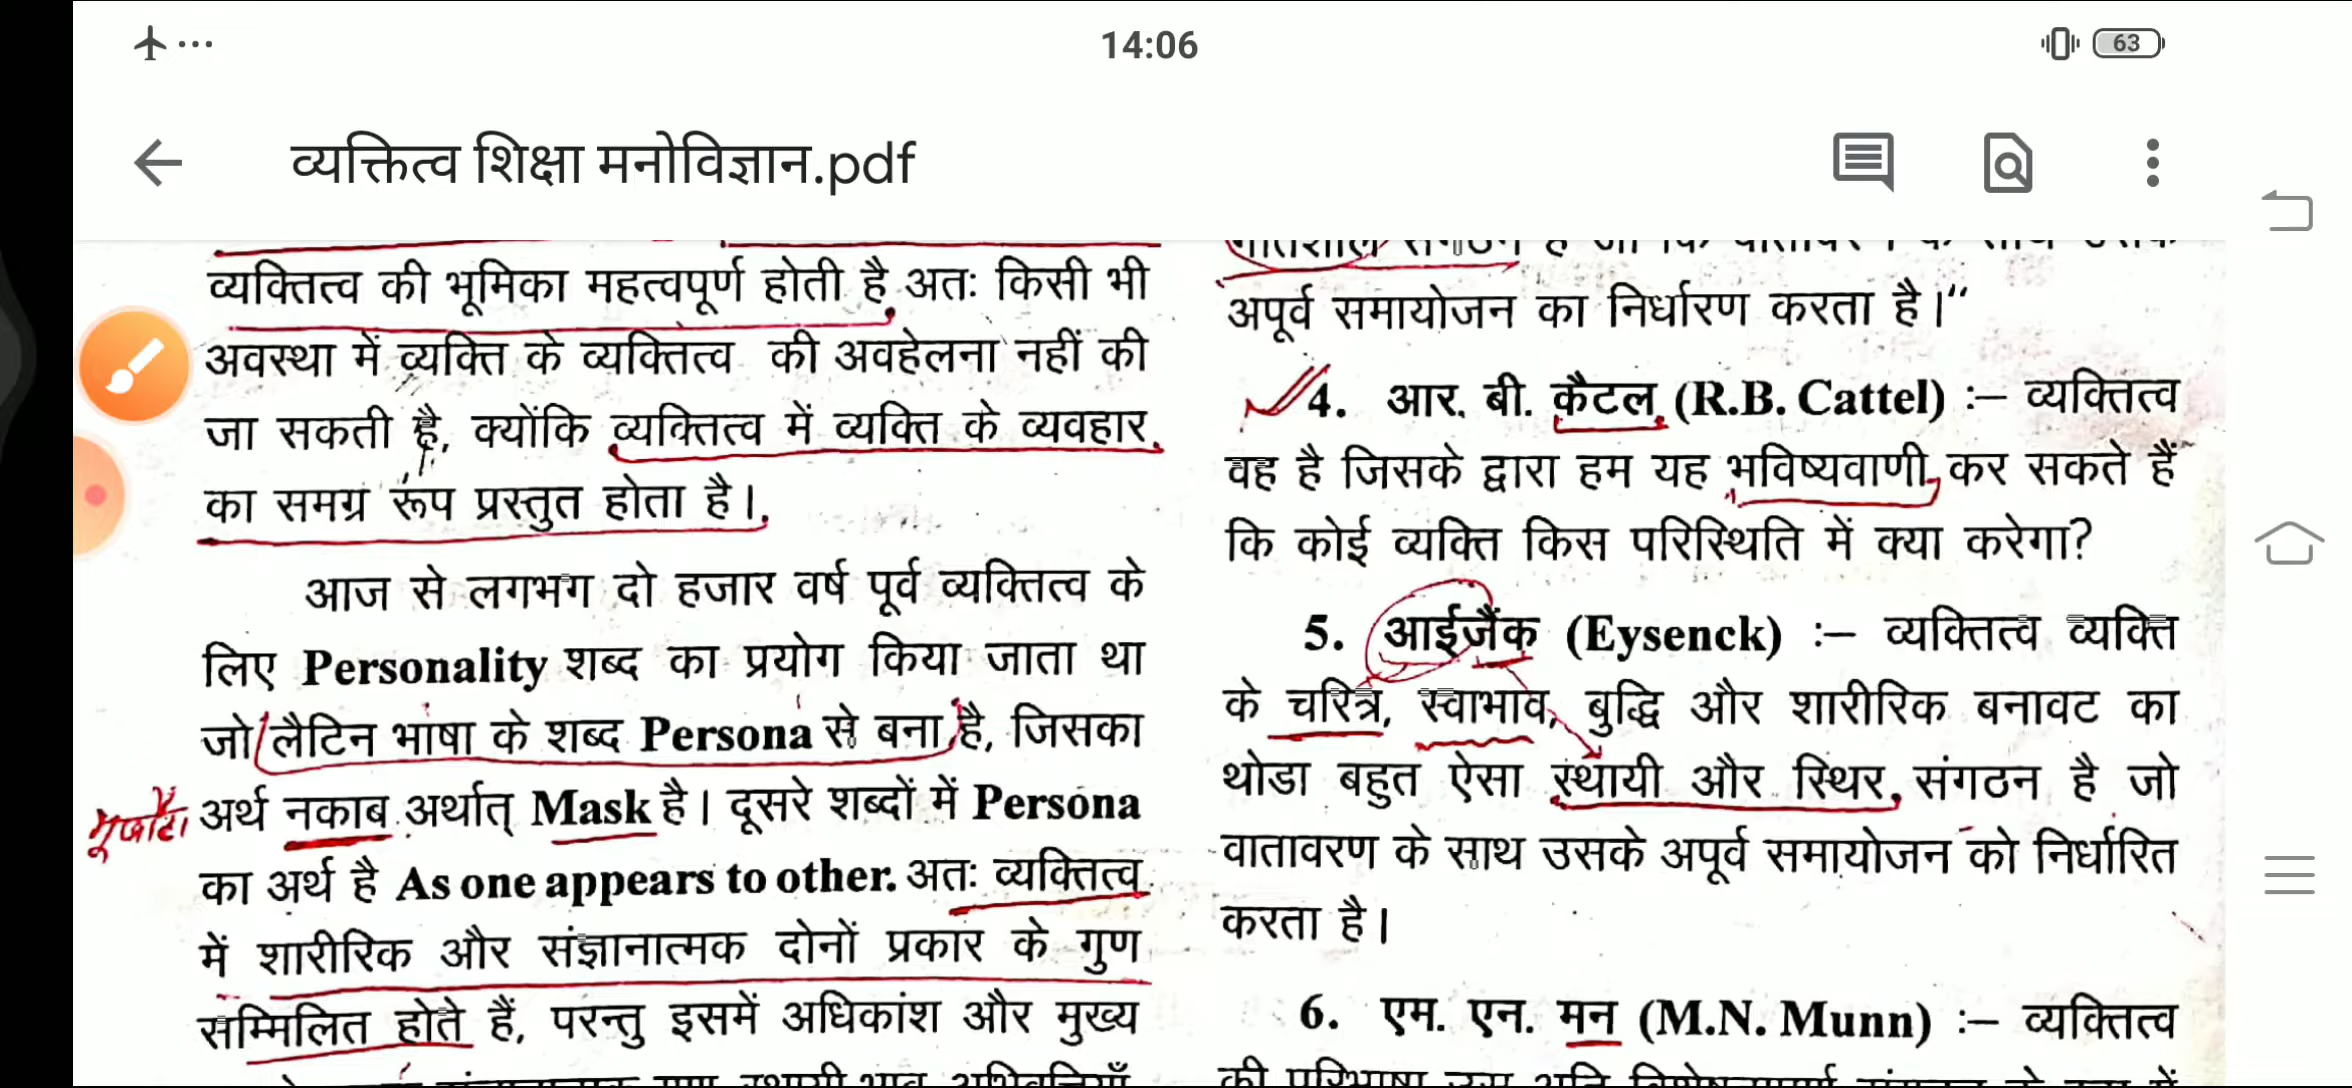 14:06
63
व्यक्तित्व शिक्षा मनोविज्ञान.pdf
व्यक्तित्व की भूमिका महत्वपूर्ण होती है अतः किसी भी
अवस्था में व्यक्ति के व्यक्तित्व की अवहेलना नहीं की
जा सकती है, क्योंकि व्यक्तित्व में व्यक्ति के व्यवहार
का समग्र रूप प्रस्तुत होता है।
आज से लगभग दो हजार वर्ष पूर्व व्यक्तित्व के
लिए Personality शब्द का प्रयोग किया जाता था
जो लैटिन भाषा के शब्द Persona से बना है, जिसका
मुखौटा
अर्थ नकाब अर्थात् Mask है। दूसरे शब्दों में Persona
का अर्थ है As one appears to other. अतः व्यक्तित्व
में शारीरिक और संज्ञानात्मक दोनों प्रकार के गुण
सम्मिलित होते हैं, परन्तु इसमें अधिकांश और मुख्य
अपूर्व समायोजन का निर्धारण करता है।“
4. आर. बी. कैटल (R.B. Cattel) :– व्यक्तित्व
वह है जिसके द्वारा हम यह भविष्यवाणी कर सकते हैं
कि कोई व्यक्ति किस परिस्थिति में क्या करेगा?
5. आईजैंक (Eysenck) :– व्यक्तित्व व्यक्ति
के चरित्र, स्वाभाव, बुद्धि और शारीरिक बनावट का
थोडा बहुत ऐसा स्थायी और स्थिर संगठन है जो
वातावरण के साथ उसके अपूर्व समायोजन को निर्धारित
करता है।
6. एम. एन. मन (M.N. Munn) :– व्यक्तित्व